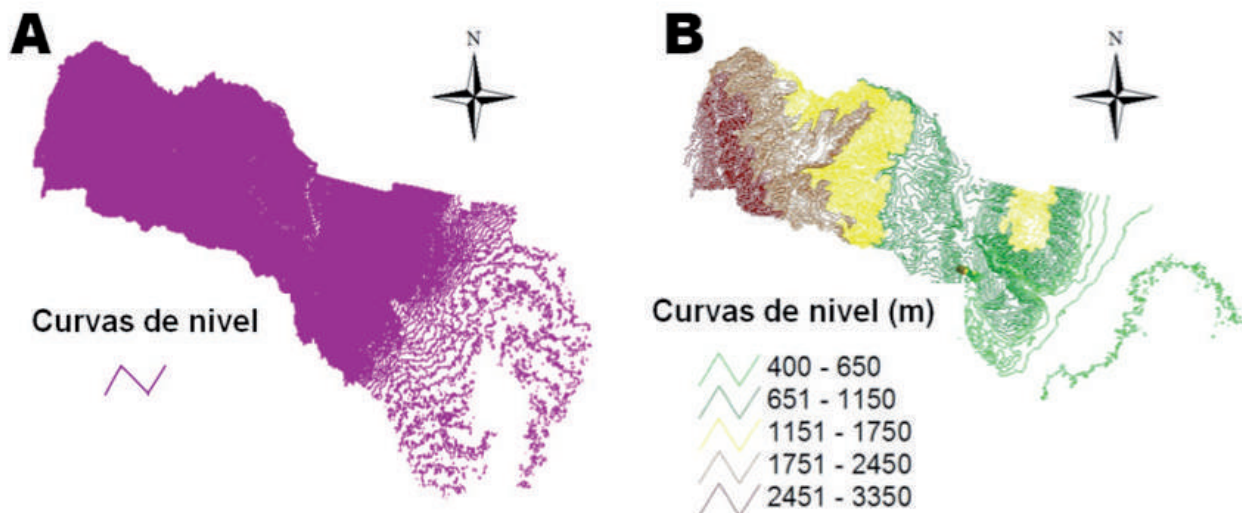 A
N
Curvas de nivel
B
N
Curvas de nivel (m)
400 - 650
651 - 1150
1151 - 1750
1751 - 2450
2451 - 3350